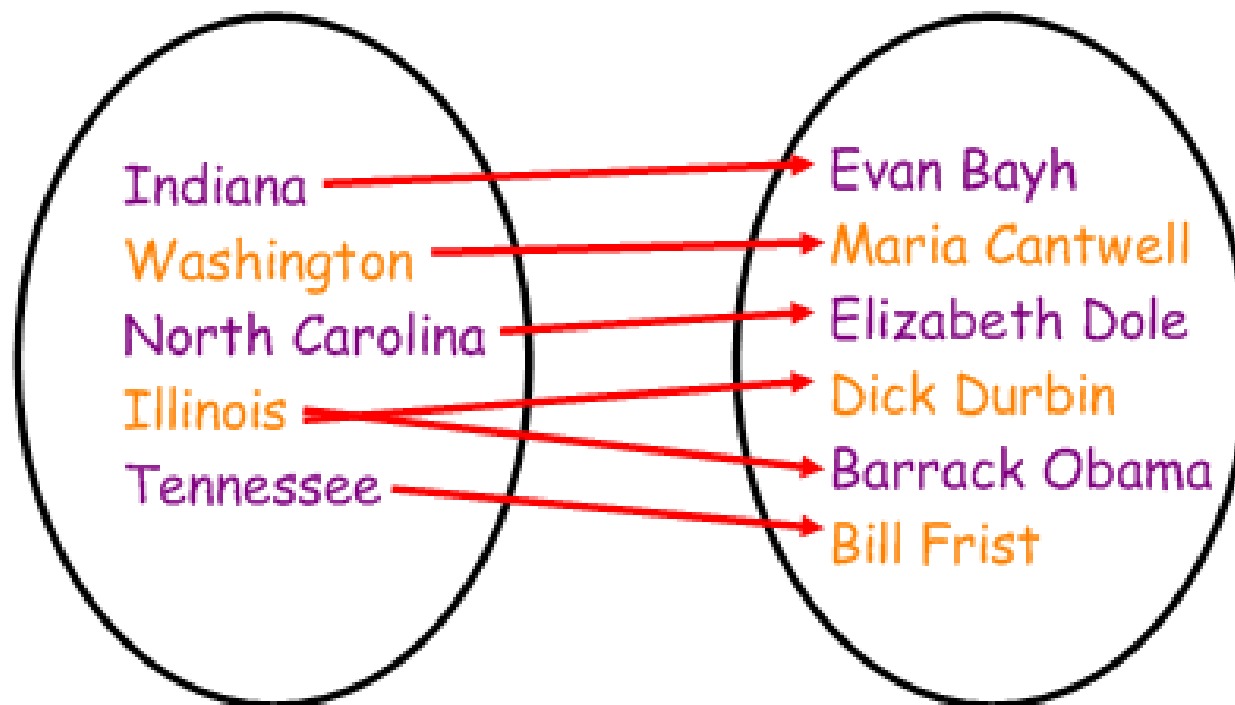 Indiana
Washington
North Carolina
Illinois
Tennessee
Evan Bayh
Maria Cantwell
Elizabeth Dole
Dick Durbin
Barrack Obama
Bill Frist